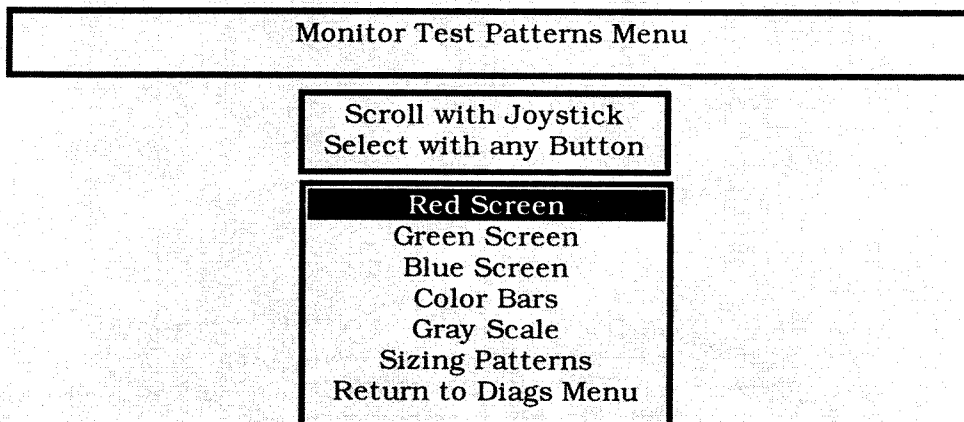 Monitor Test Patterns Menu
Scroll with Joystick
Select with any Button
Red Screen
Green Screen
Blue Screen
Color Bars
Gray Scale
Sizing Patterns
Return to Diags Menu